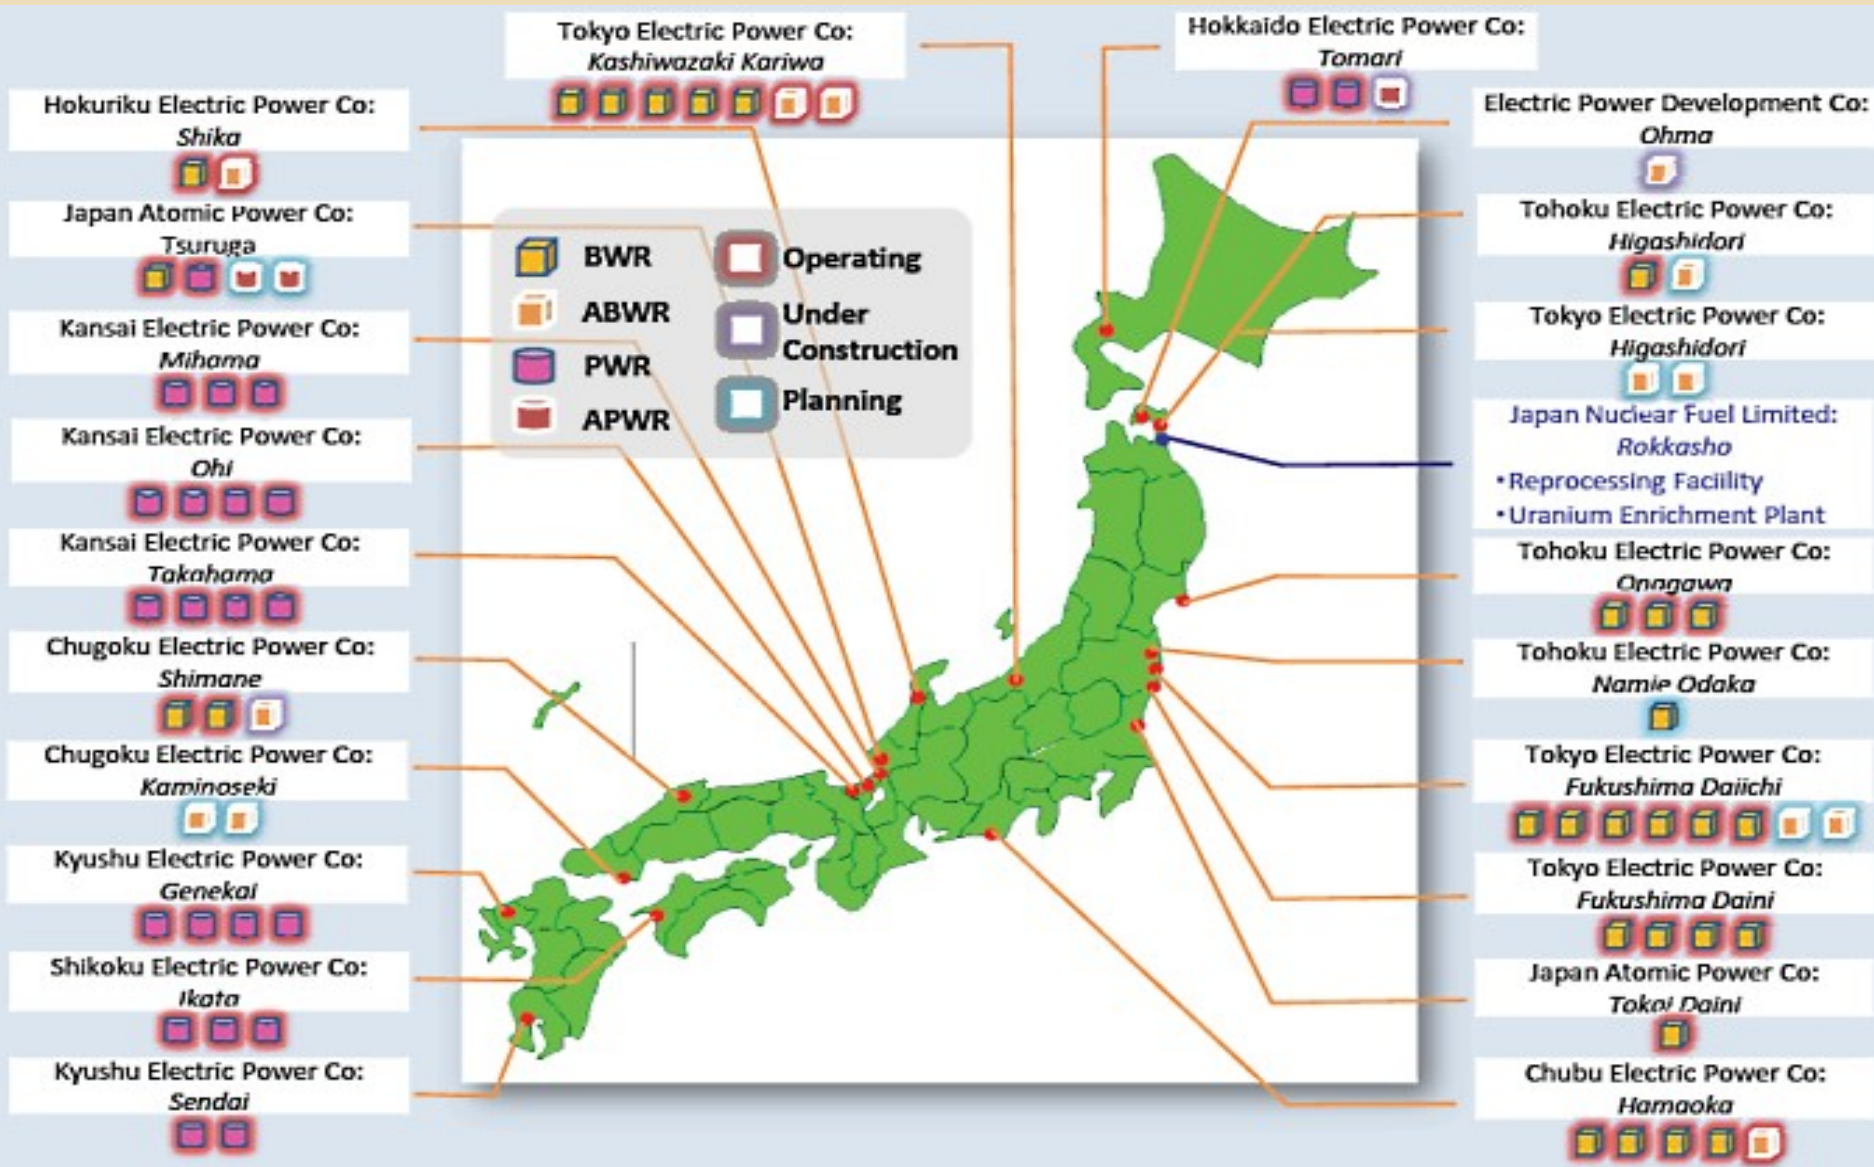 Tokyo Electric Power Co:
Kashiwazaki Kariwa
Hokkaido Electric Power Co:
Tomari
Hokuriku Electric Power Co:
Shika
Japan Atomic Power Co:
Tsuruga
Kansai Electric Power Co:
Mihama
Kansai Electric Power Co:
Ohi
Kansai Electric Power Co:
Takahama
Chugoku Electric Power Co:
Shimane
Chugoku Electric Power Co:
Kaminoseki
Kyushu Electric Power Co:
Genekai
Shikoku Electric Power Co:
Ikata
Kyushu Electric Power Co:
Sendai
BWR
ABWR
PWR
APWR
Operating
Under
Construction
Planning
Electric Power Development Co:
Ohma
Tohoku Electric Power Co:
Higashidori
Tokyo Electric Power Co:
Higashidori
Japan Nuclear Fuel Limited:
Rokkasho
•Reprocessing Faciility
•Uranium Enrichment Plant
Tohoku Electric Power Co:
Onagawa
Tohoku Electric Power Co:
Namie Odaka
Tokyo Electric Power Co:
Fukushima Daiichi
Tokyo Electric Power Co:
Fukushima Daini
Japan Atomic Power Co:
Tokai Daini
Chubu Electric Power Co:
Hamaoka